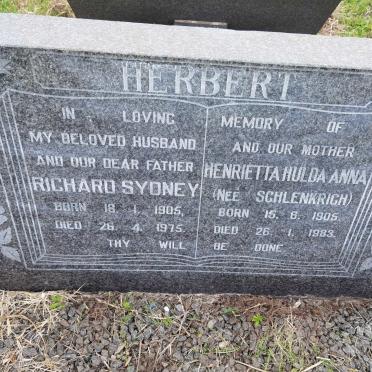 HERBERT
IN LOVING MEMORY OF
MY BELOVED HUSBAND
AND OUR DEAR FATHER
RICHARD SYDNEY
BORN 18. 1. 1905.
DIED 26. 4. 1975.
AND OUR MOTHER
HENRIETTA HULDA ANNA
(NEE SCHLENKRICH)
BORN 15. 6. 1905.
DIED 26. 1. 1983.
THY WILL BE DONE